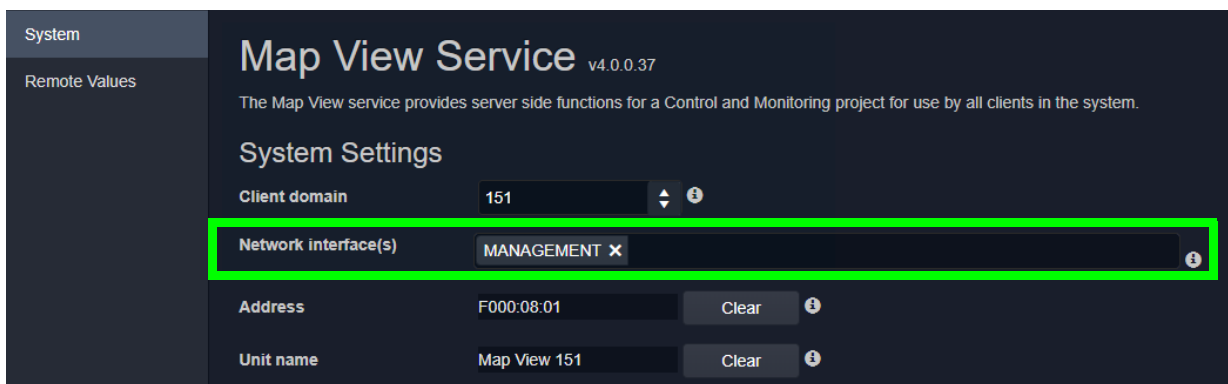 System
Remote Values
Map View Service v4.0.0.37
The Map View service provides server side functions for a Control and Monitoring project for use by all clients in the system.
System Settings
Client domain 151
Network interface(s) MANAGEMENT ×
Address F000:08:01 Clear
Unit name Map View 151 Clear